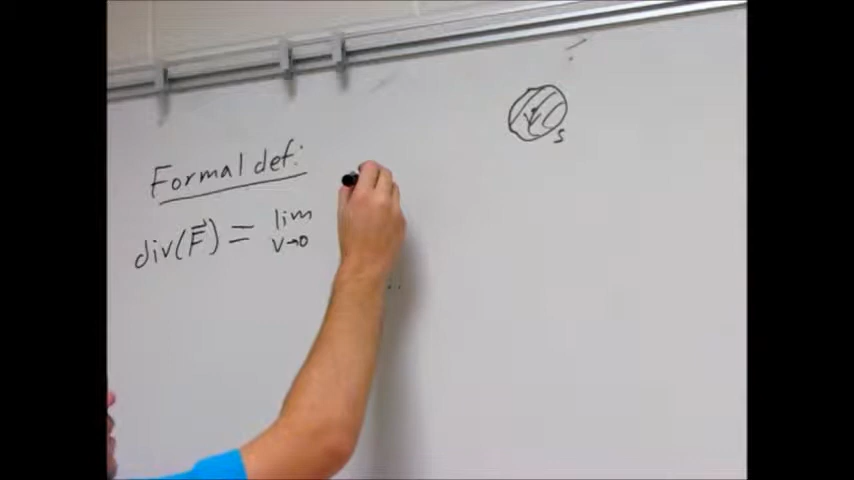 Formal def:
div(F⃗) = lim
V→0
V
S